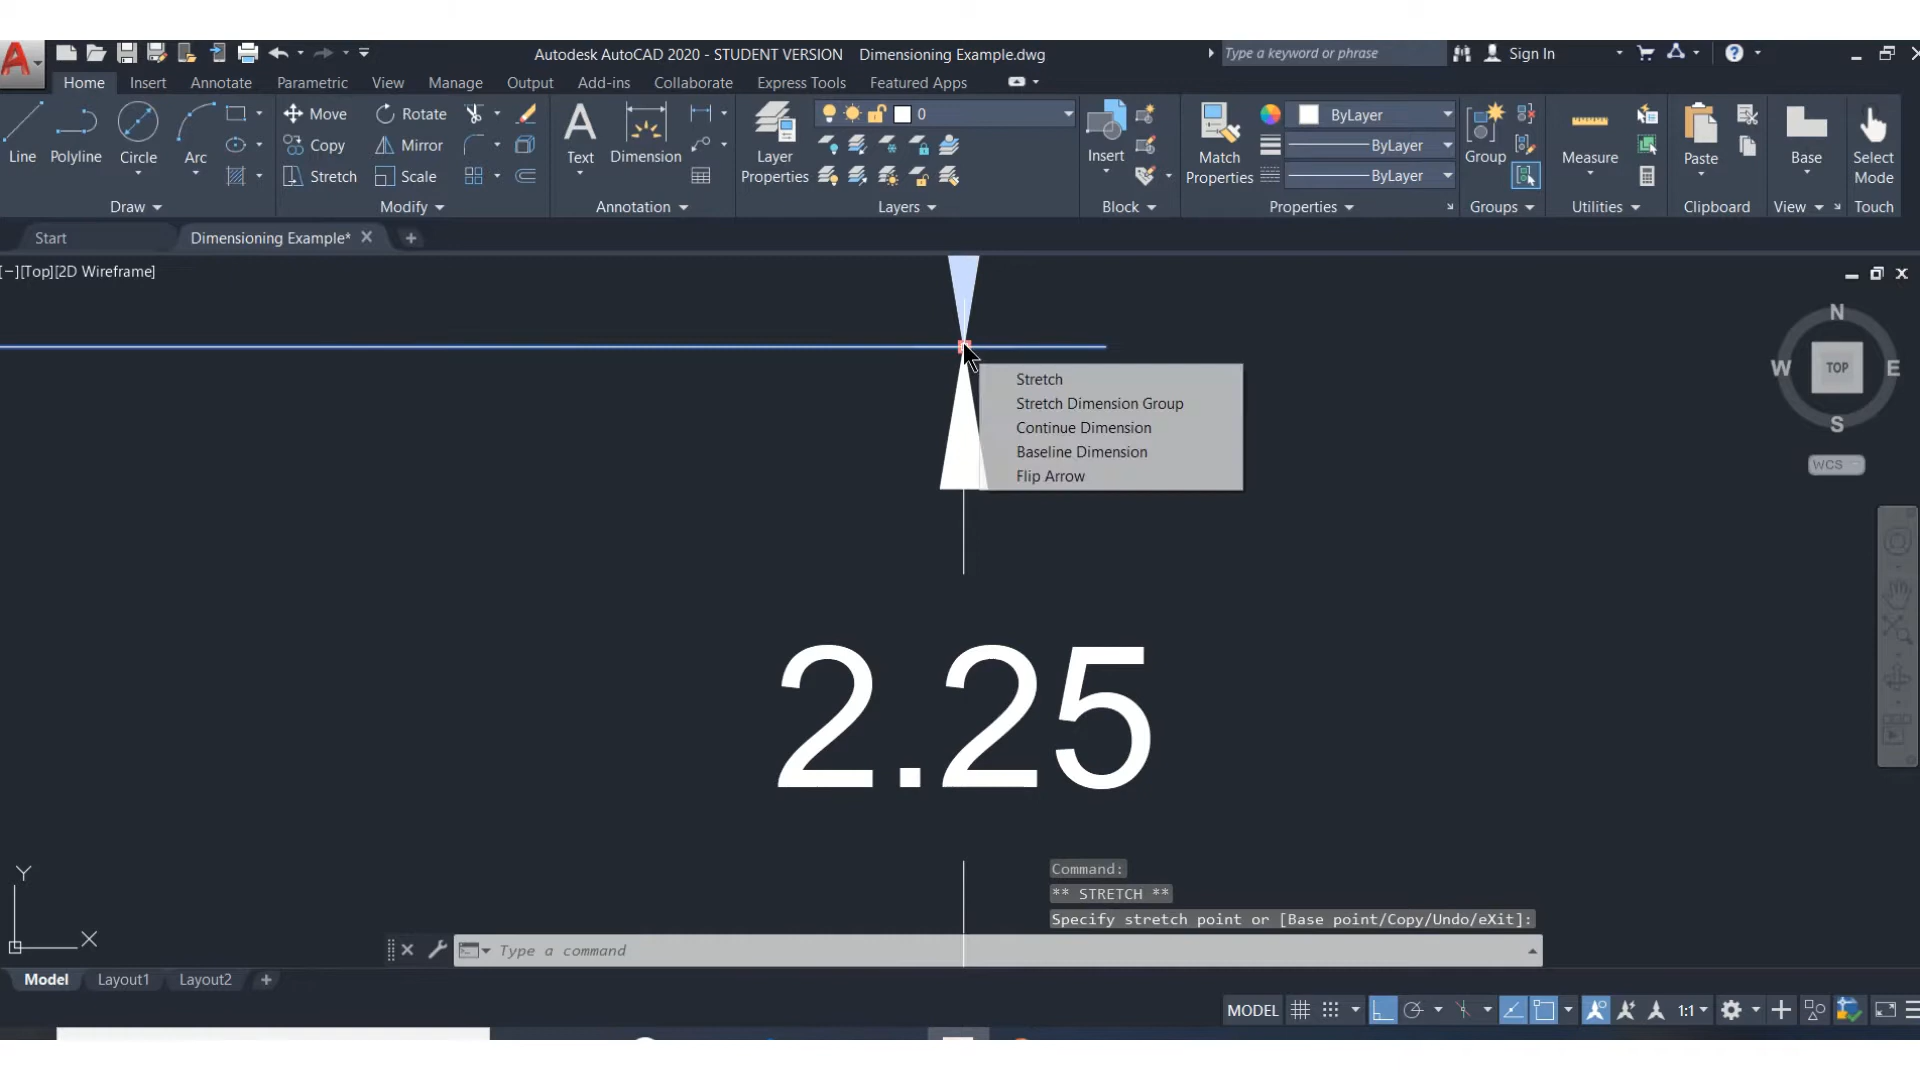 Autodesk AutoCAD 2020 - STUDENT VERSION Dimensioning Example.dwg
Type a keyword or phrase
Sign In
Home Insert Annotate Parametric View Manage Output Add-ins Collaborate Express Tools Featured Apps
Line Polyline Circle Arc
Move Rotate
Copy Mirror
Stretch Scale
Text Dimension
Layer Properties
0
Insert
Match Properties
ByLayer
ByLayer
ByLayer
Group
Measure
Paste
Base
Select Mode
Draw Modify Annotation Layers Block Properties Groups Utilities Clipboard View Touch
Start Dimensioning Example*
[−][Top][2D Wireframe]
N
W TOP E
S
WCS
Stretch
Stretch Dimension Group
Continue Dimension
Baseline Dimension
Flip Arrow
2.25
Y
X
Command:
** STRETCH **
Specify stretch point or [Base point/Copy/Undo/eXit]:
Type a command
Model Layout1 Layout2
MODEL 1:1